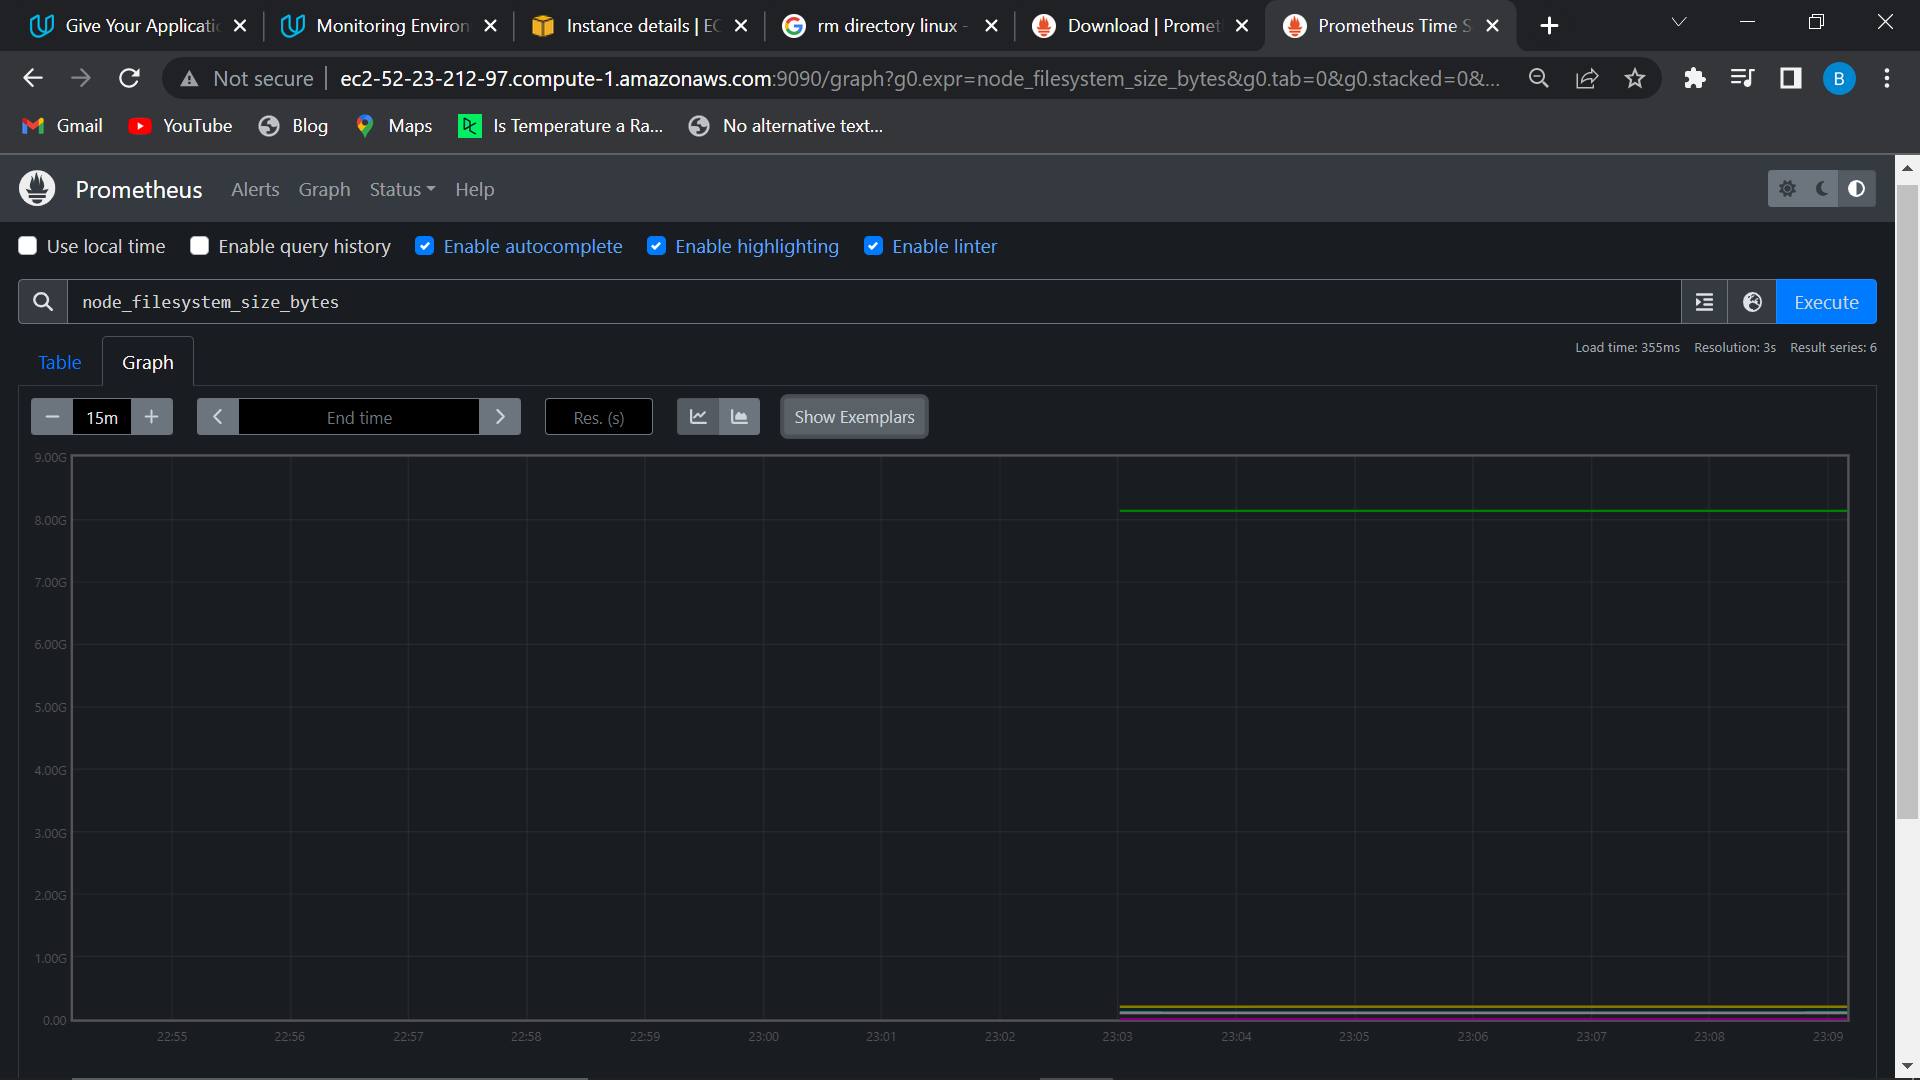 Give Your Applicatio
Monitoring Environ
Instance details | EC
rm directory linux -
Download | Promet
Prometheus Time S
Not secure
ec2-52-23-212-97.compute-1.amazonaws.com:9090/graph?g0.expr=node_filesystem_size_bytes&g0.tab=0&g0.stacked=0&...
B
Gmail
YouTube
Blog
Maps
Is Temperature a Ra...
No alternative text...
Prometheus
Alerts
Graph
Status
Help
Use local time
Enable query history
Enable autocomplete
Enable highlighting
Enable linter
node_filesystem_size_bytes
Execute
Table
Graph
Load time: 355ms
Resolution: 3s
Result series: 6
15m
End time
Res. (s)
Show Exemplars
9.00G
8.00G
7.00G
6.00G
5.00G
4.00G
3.00G
2.00G
1.00G
0.00
22:55
22:56
22:57
22:58
22:59
23:00
23:01
23:02
23:03
23:04
23:05
23:06
23:07
23:08
23:09